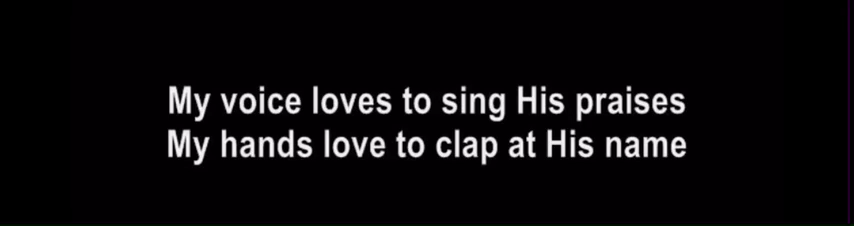 My voice loves to sing His praises
My hands love to clap at His name